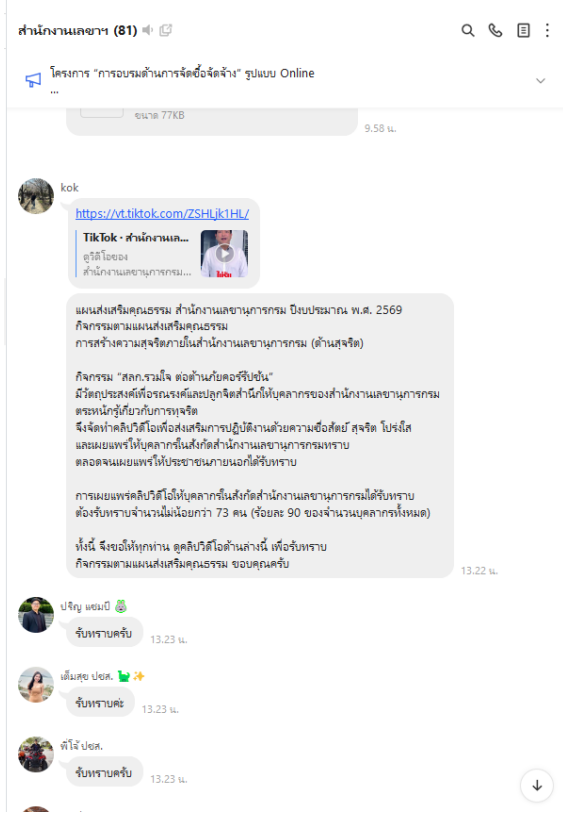 สำนักงานเลขาฯ (81)
โครงการ "การอบรมด้านการจัดซื้อจัดจ้าง" รูปแบบ Online
...
ขนาด 77KB
9.58 น.
kok
https://vt.tiktok.com/ZSHLjk1HL/
TikTok · สำนักงานเล...
ดูวิดีโอของ
สำนักงานเลขานุการกรม...
แผนส่งเสริมคุณธรรม สำนักงานเลขานุการกรม ปีงบประมาณ พ.ศ. 2569
กิจกรรมตามแผนส่งเสริมคุณธรรม
การสร้างความสุจริตภายในสำนักงานเลขานุการกรม (ด้านสุจริต)
กิจกรรม "สลก.รวมใจ ต่อต้านภัยคอร์รัปชัน"
มีวัตถุประสงค์เพื่อรณรงค์และปลูกจิตสำนึกให้บุคลากรของสำนักงานเลขานุการกรม
ตระหนักรู้เกี่ยวกับการทุจริต
จึงจัดทำคลิปวิดีโอเพื่อส่งเสริมการปฏิบัติงานด้วยความซื่อสัตย์ สุจริต โปร่งใส
และเผยแพร่ให้บุคลากรในสังกัดสำนักงานเลขานุการกรมทราบ
ตลอดจนเผยแพร่ให้ประชาชนภายนอกได้รับทราบ
การเผยแพร่คลิปวิดีโอให้บุคลากรในสังกัดสำนักงานเลขานุการกรมได้รับทราบ
ต้องรับทราบจำนวนไม่น้อยกว่า 73 คน (ร้อยละ 90 ของจำนวนบุคลากรทั้งหมด)
ทั้งนี้ จึงขอให้ทุกท่าน ดูคลิปวิดีโอด้านล่างนี้ เพื่อรับทราบ
กิจกรรมตามแผนส่งเสริมคุณธรรม ขอบคุณครับ
13.22 น.
ปริญ แซมบี
รับทราบครับ
13.23 น.
เต็มสุข ปชส.
รับทราบค่ะ
13.23 น.
พี่โจ้ ปชส.
รับทราบครับ
13.23 น.